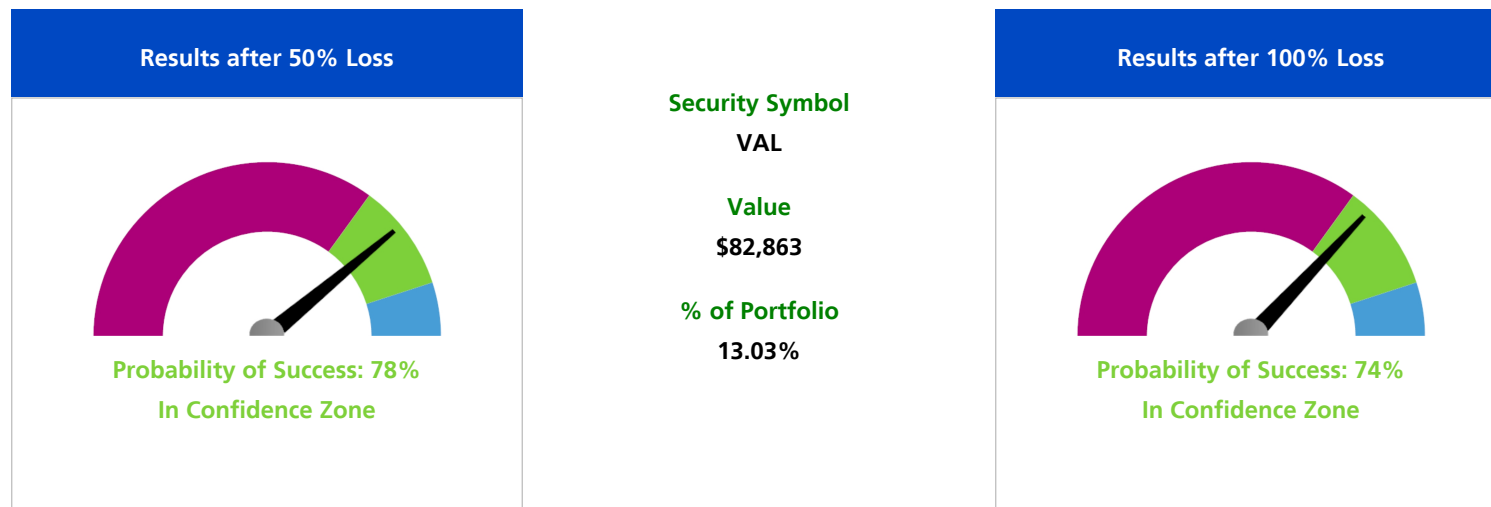 Results after 50% Loss
Probability of Success: 78%
In Confidence Zone
Security Symbol
VAL
Value
$82,863
% of Portfolio
13.03%
Results after 100% Loss
Probability of Success: 74%
In Confidence Zone